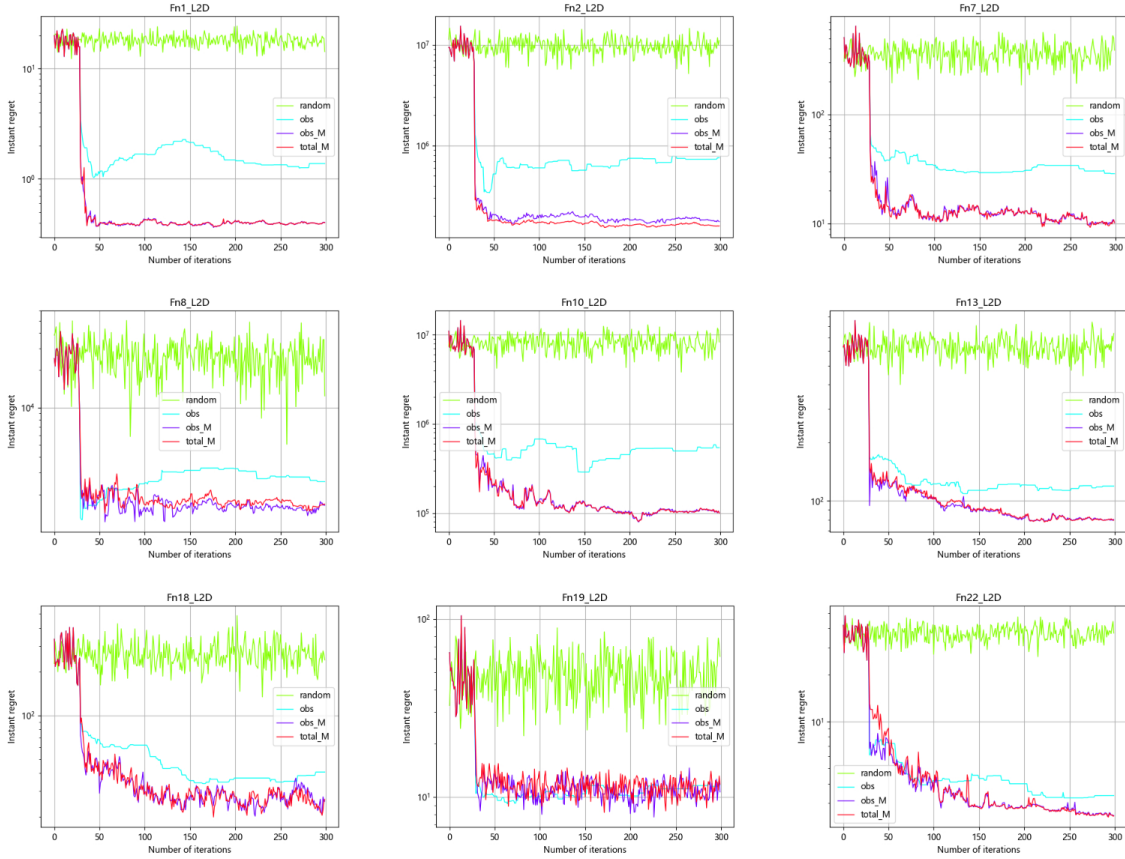 Fn1_L2D
Instant regret
10^1
10^0
random
obs
obs_M
total_M
0 50 100 150 200 250 300
Number of iterations
Fn2_L2D
Instant regret
10^7
10^6
random
obs
obs_M
total_M
0 50 100 150 200 250 300
Number of iterations
Fn7_L2D
Instant regret
10^2
10^1
random
obs
obs_M
total_M
0 50 100 150 200 250 300
Number of iterations
Fn8_L2D
Instant regret
10^4
random
obs
obs_M
total_M
0 50 100 150 200 250 300
Number of iterations
Fn10_L2D
Instant regret
10^7
10^6
10^5
random
obs
obs_M
total_M
0 50 100 150 200 250 300
Number of iterations
Fn13_L2D
Instant regret
10^2
random
obs
obs_M
total_M
0 50 100 150 200 250 300
Number of iterations
Fn18_L2D
Instant regret
10^2
random
obs
obs_M
total_M
0 50 100 150 200 250 300
Number of iterations
Fn19_L2D
Instant regret
10^2
10^1
random
obs
obs_M
total_M
0 50 100 150 200 250 300
Number of iterations
Fn22_L2D
Instant regret
10^1
random
obs
obs_M
total_M
0 50 100 150 200 250 300
Number of iterations